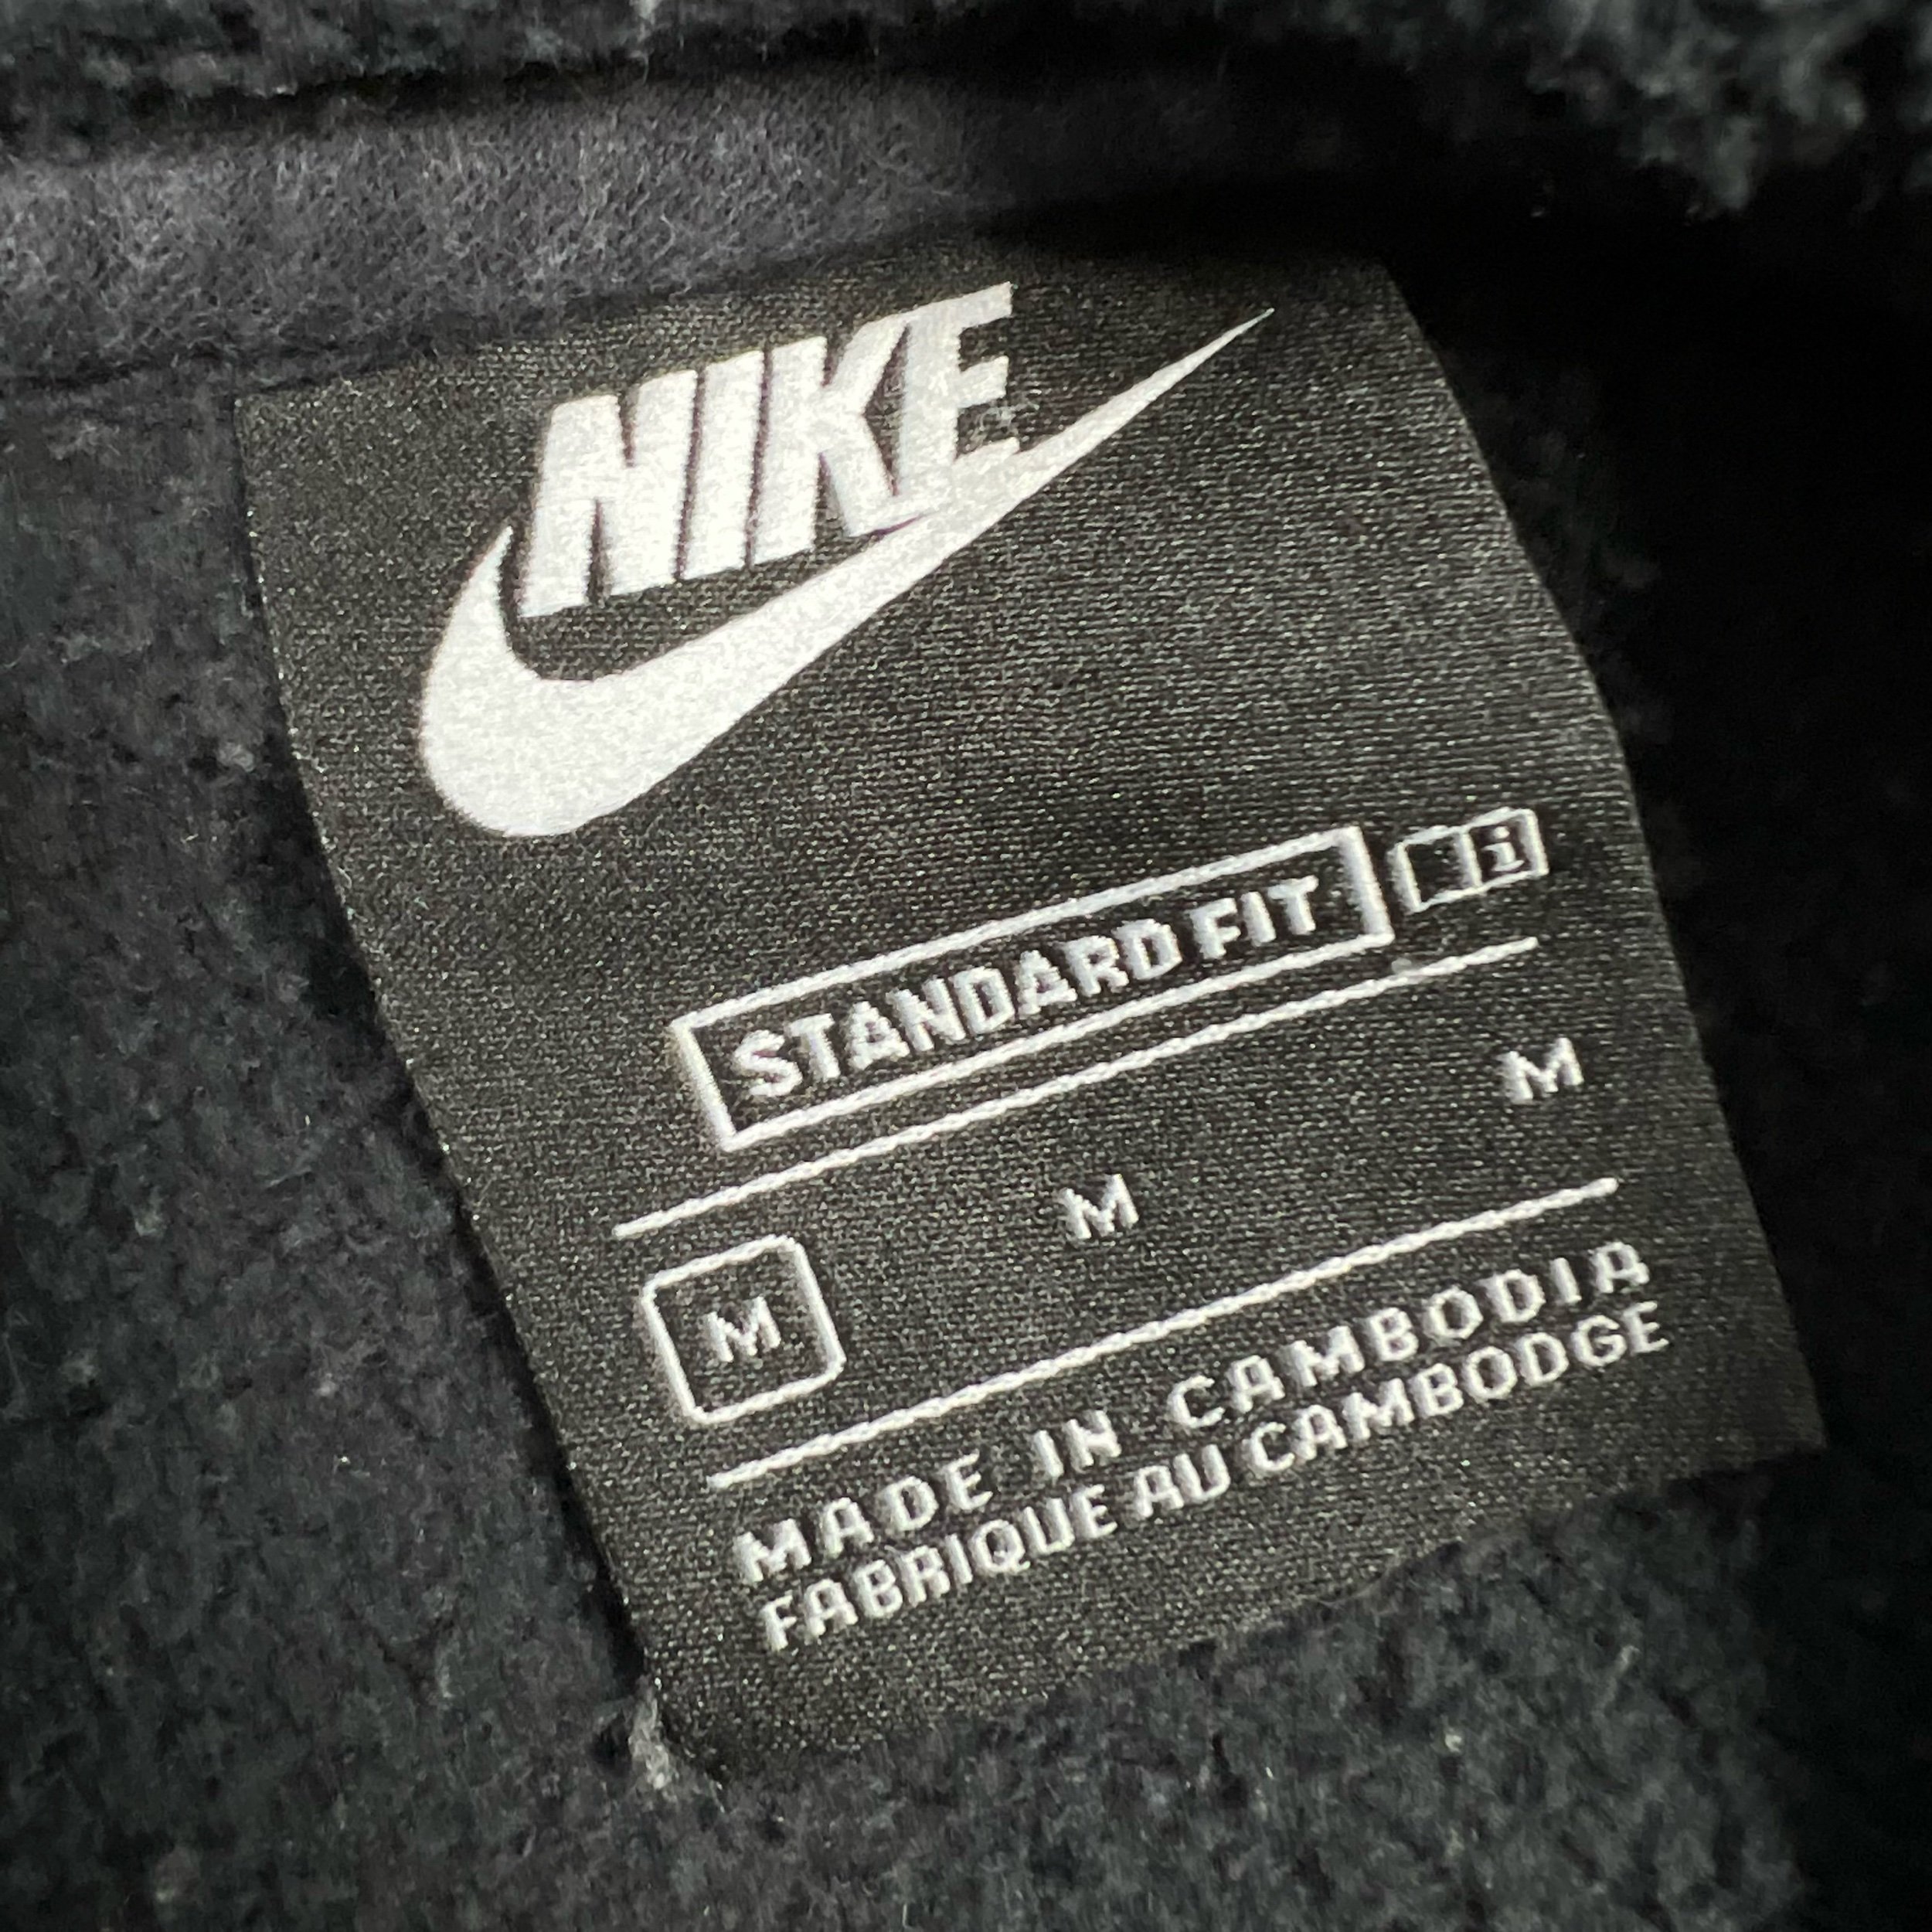 NIKE
STANDARD FIT i
M M M
MADE IN CAMBODIA
FABRIQUE AU CAMBODGE